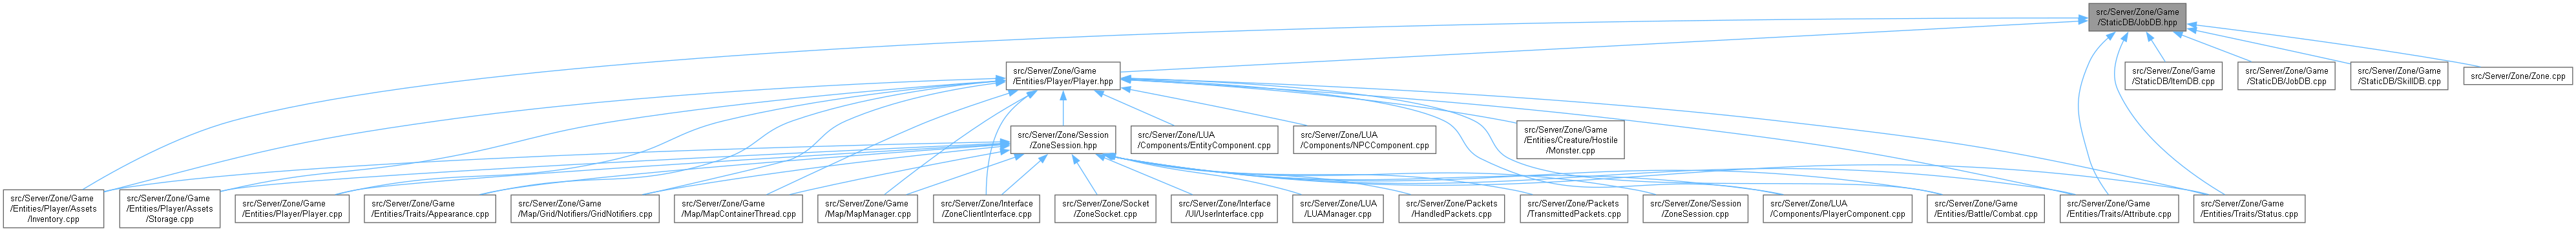 src/Server/Zone/Game
/StaticDB/JobDB.hpp
src/Server/Zone/Game
/Entities/Player/Player.hpp
src/Server/Zone/Game
/StaticDB/ItemDB.cpp
src/Server/Zone/Game
/StaticDB/JobDB.cpp
src/Server/Zone/Game
/StaticDB/SkillDB.cpp
src/Server/Zone/Zone.cpp
src/Server/Zone/Session
/ZoneSession.hpp
src/Server/Zone/LUA
/Components/EntityComponent.cpp
src/Server/Zone/LUA
/Components/NPCComponent.cpp
src/Server/Zone/Game
/Entities/Creature/Hostile
/Monster.cpp
src/Server/Zone/Game
/Entities/Player/Assets
/Inventory.cpp
src/Server/Zone/Game
/Entities/Player/Assets
/Storage.cpp
src/Server/Zone/Game
/Entities/Player/Player.cpp
src/Server/Zone/Game
/Entities/Traits/Appearance.cpp
src/Server/Zone/Game
/Map/Grid/Notifiers/GridNotifiers.cpp
src/Server/Zone/Game
/Map/MapContainerThread.cpp
src/Server/Zone/Game
/Map/MapManager.cpp
src/Server/Zone/Interface
/ZoneClientInterface.cpp
src/Server/Zone/Socket
/ZoneSocket.cpp
src/Server/Zone/Interface
/UI/UserInterface.cpp
src/Server/Zone/LUA
/LUAManager.cpp
src/Server/Zone/Packets
/HandledPackets.cpp
src/Server/Zone/Packets
/TransmittedPackets.cpp
src/Server/Zone/Session
/ZoneSession.cpp
src/Server/Zone/LUA
/Components/PlayerComponent.cpp
src/Server/Zone/Game
/Entities/Battle/Combat.cpp
src/Server/Zone/Game
/Entities/Traits/Attribute.cpp
src/Server/Zone/Game
/Entities/Traits/Status.cpp